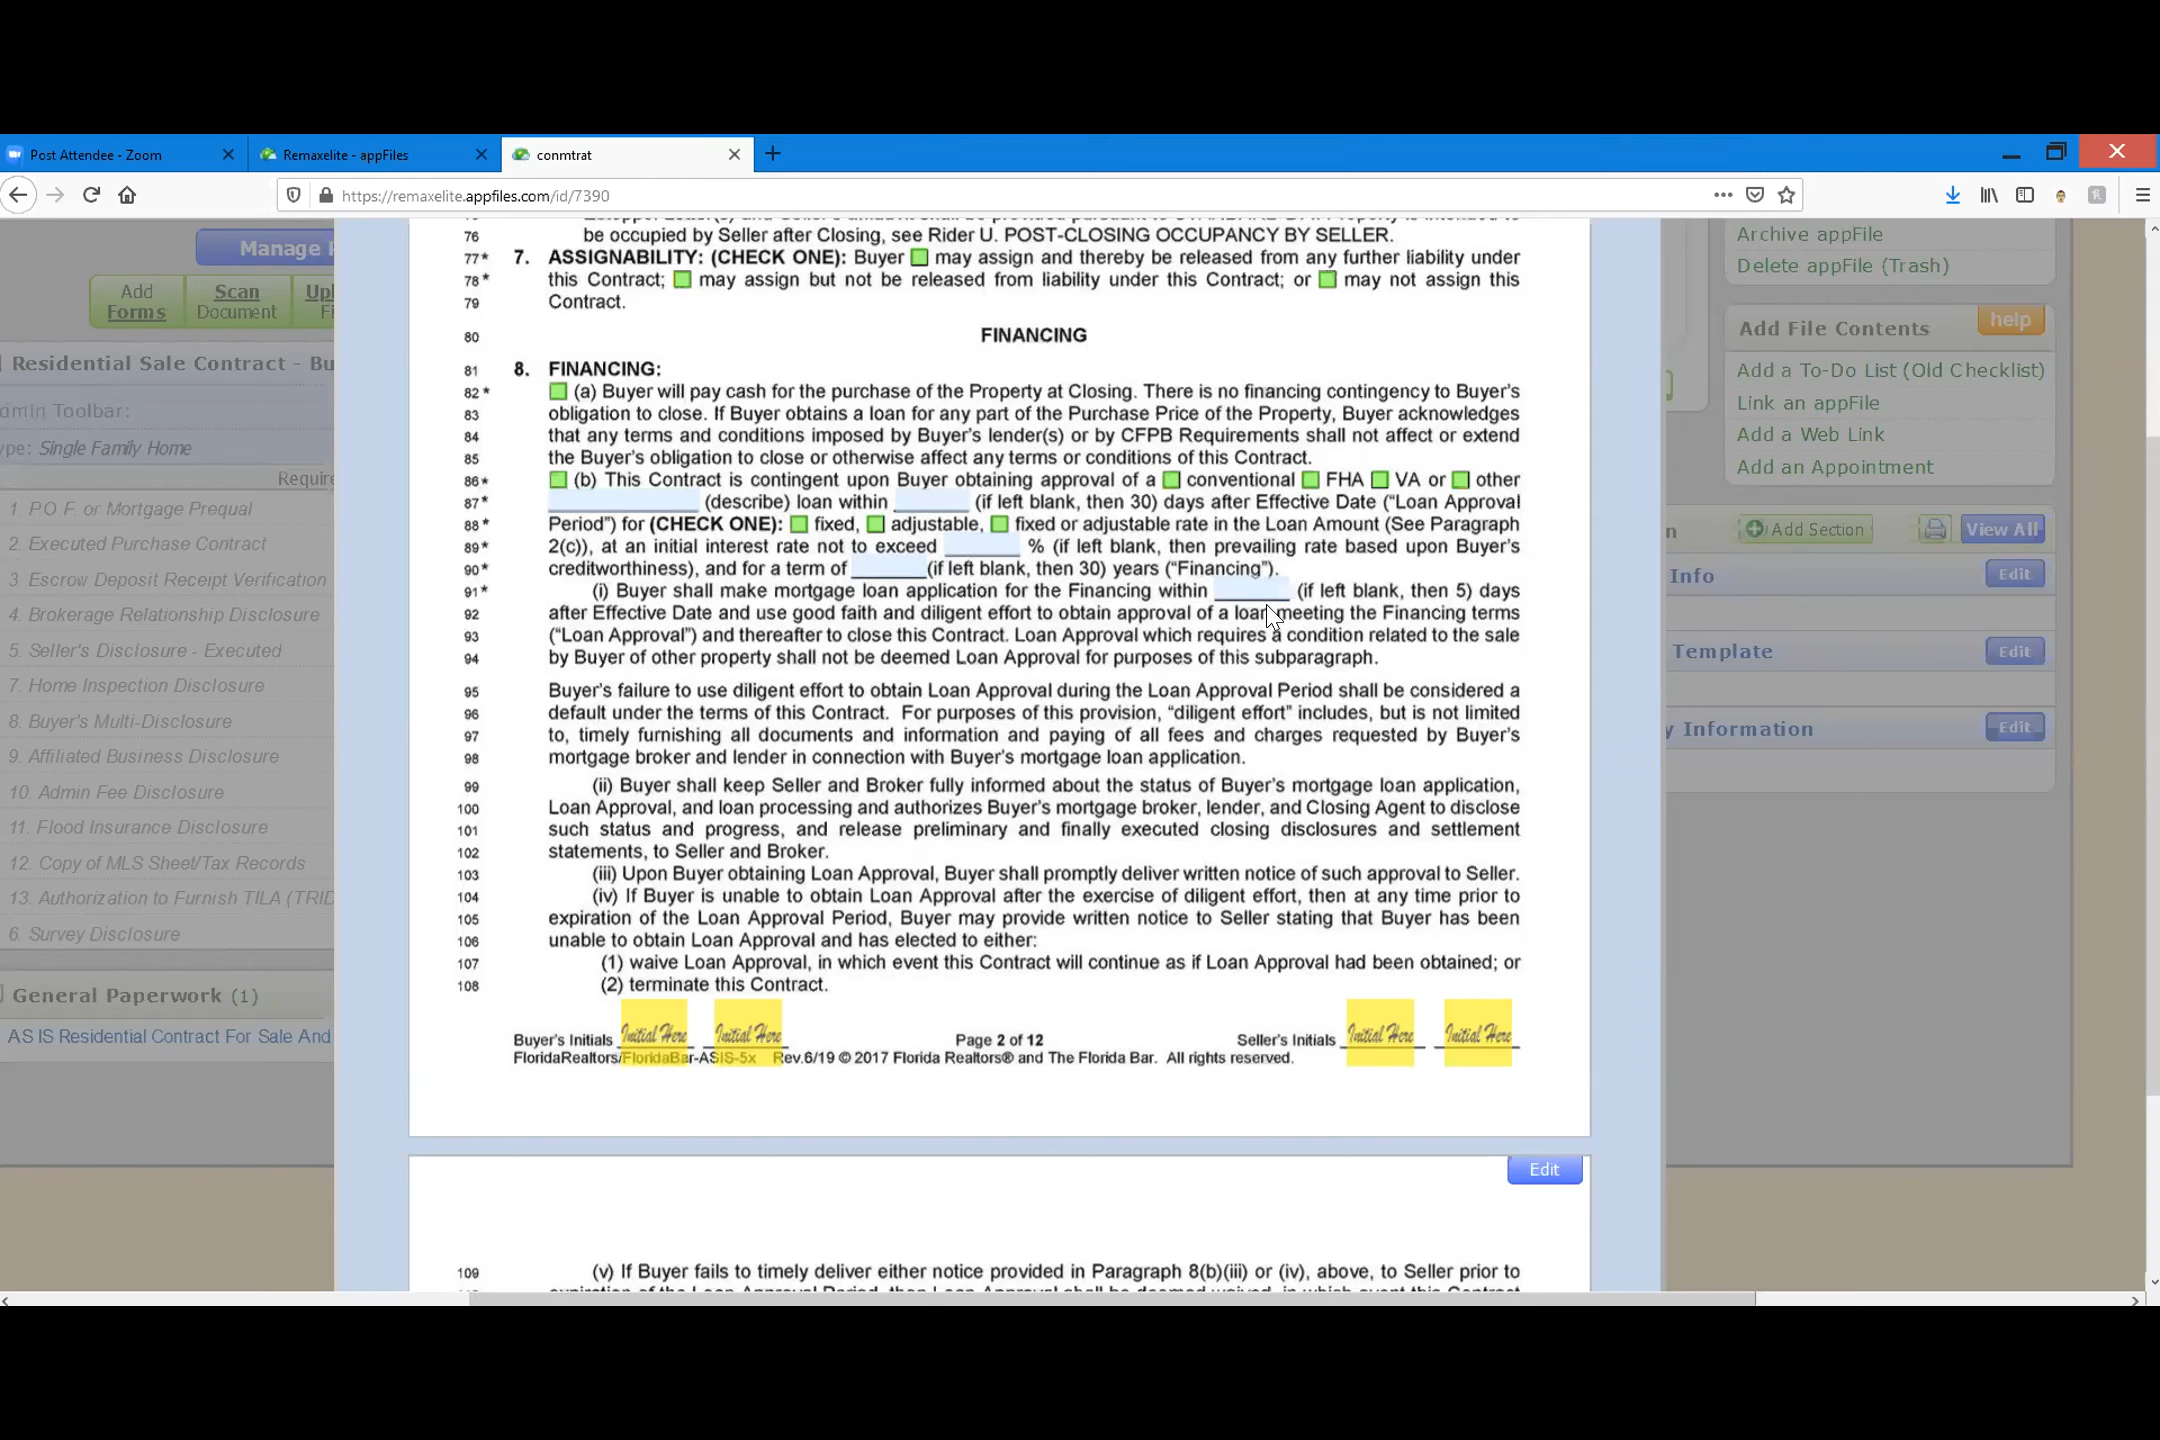 Post Attendee - Zoom
Remaxelite - appFiles
conmtrat
https://remaxelite.appfiles.com/id/7390
Manage
Add Forms
Scan Document
Residential Sale Contract - Bu
dmin Toolbar:
ype: Single Family Home
Require
1. P.O F. or Mortgage Prequal
2. Executed Purchase Contract
3. Escrow Deposit Receipt Verification
4. Brokerage Relationship Disclosure
5. Seller's Disclosure - Executed
7. Home Inspection Disclosure
8. Buyer's Multi-Disclosure
9. Affiliated Business Disclosure
10. Admin Fee Disclosure
11. Flood Insurance Disclosure
12. Copy of MLS Sheet/Tax Records
13. Authorization to Furnish TILA (TRID
6. Survey Disclosure
General Paperwork (1)
AS IS Residential Contract For Sale And
76 be occupied by Seller after Closing, see Rider U. POST-CLOSING OCCUPANCY BY SELLER.
77* 7. ASSIGNABILITY: (CHECK ONE): Buyer may assign and thereby be released from any further liability under
78* this Contract; may assign but not be released from liability under this Contract; or may not assign this
79 Contract.
80 FINANCING
81 8. FINANCING:
82* (a) Buyer will pay cash for the purchase of the Property at Closing. There is no financing contingency to Buyer's
83 obligation to close. If Buyer obtains a loan for any part of the Purchase Price of the Property, Buyer acknowledges
84 that any terms and conditions imposed by Buyer's lender(s) or by CFPB Requirements shall not affect or extend
85 the Buyer's obligation to close or otherwise affect any terms or conditions of this Contract.
86* (b) This Contract is contingent upon Buyer obtaining approval of a conventional FHA VA or other
87* (describe) loan within (if left blank, then 30) days after Effective Date ("Loan Approval
88* Period") for (CHECK ONE): fixed, adjustable, fixed or adjustable rate in the Loan Amount (See Paragraph
89* 2(c)), at an initial interest rate not to exceed % (if left blank, then prevailing rate based upon Buyer's
90* creditworthiness), and for a term of (if left blank, then 30) years ("Financing").
91* (i) Buyer shall make mortgage loan application for the Financing within (if left blank, then 5) days
92 after Effective Date and use good faith and diligent effort to obtain approval of a loan meeting the Financing terms
93 ("Loan Approval") and thereafter to close this Contract. Loan Approval which requires a condition related to the sale
94 by Buyer of other property shall not be deemed Loan Approval for purposes of this subparagraph.
95 Buyer's failure to use diligent effort to obtain Loan Approval during the Loan Approval Period shall be considered a
96 default under the terms of this Contract. For purposes of this provision, "diligent effort" includes, but is not limited
97 to, timely furnishing all documents and information and paying of all fees and charges requested by Buyer's
98 mortgage broker and lender in connection with Buyer's mortgage loan application.
99 (ii) Buyer shall keep Seller and Broker fully informed about the status of Buyer's mortgage loan application,
100 Loan Approval, and loan processing and authorizes Buyer's mortgage broker, lender, and Closing Agent to disclose
101 such status and progress, and release preliminary and finally executed closing disclosures and settlement
102 statements, to Seller and Broker.
103 (iii) Upon Buyer obtaining Loan Approval, Buyer shall promptly deliver written notice of such approval to Seller.
104 (iv) If Buyer is unable to obtain Loan Approval after the exercise of diligent effort, then at any time prior to
105 expiration of the Loan Approval Period, Buyer may provide written notice to Seller stating that Buyer has been
106 unable to obtain Loan Approval and has elected to either:
107 (1) waive Loan Approval, in which event this Contract will continue as if Loan Approval had been obtained; or
108 (2) terminate this Contract.
Buyer's Initials Initial Here Initial Here Page 2 of 12 Seller's Initials Initial Here Initial Here
FloridaRealtors/FloridaBar-ASIS-5x Rev.6/19 © 2017 Florida Realtors® and The Florida Bar. All rights reserved.
Edit
109 (v) If Buyer fails to timely deliver either notice provided in Paragraph 8(b)(iii) or (iv), above, to Seller prior to
Archive appFile
Delete appFile (Trash)
Add File Contents
help
Add a To-Do List (Old Checklist)
Link an appFile
Add a Web Link
Add an Appointment
Add Section
View All
Info
Edit
Template
Edit
y Information
Edit